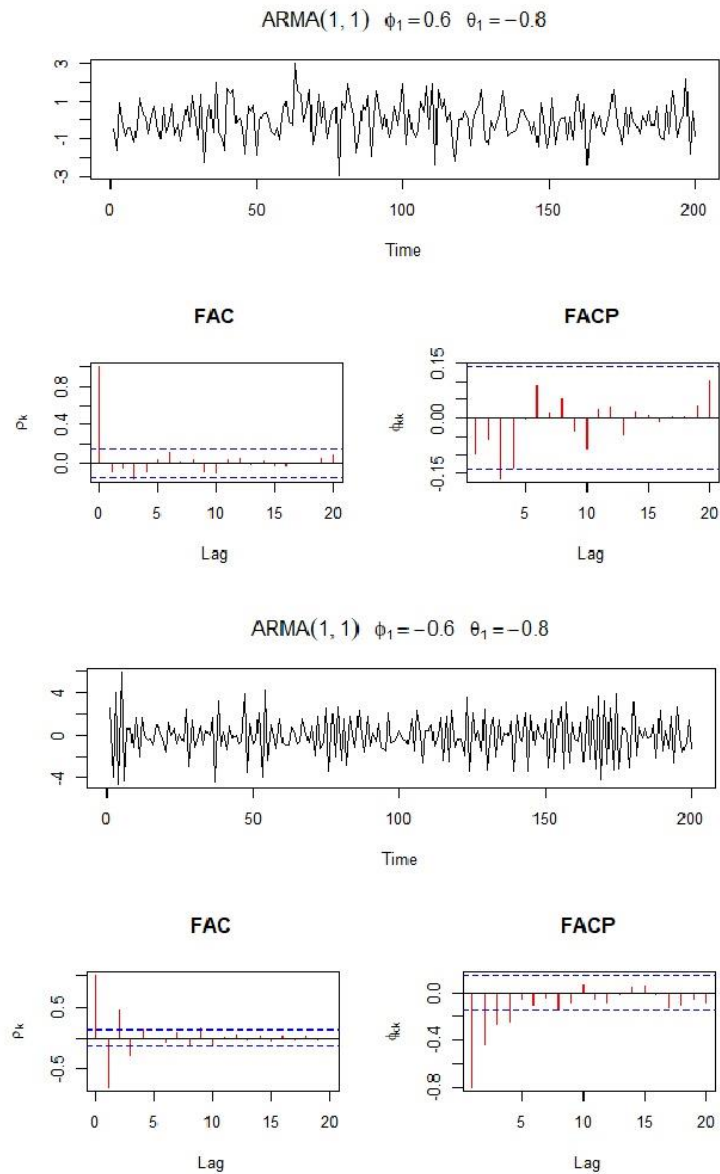 ARMA(1, 1) ϕ₁ = 0.6 θ₁ = −0.8
3
1
-1
-3
0 50 100 150 200
Time
FAC
ρk
0.8
0.4
0.0
0 5 10 15 20
Lag
FACP
ϕkk
0.15
0.00
-0.15
5 10 15 20
Lag
ARMA(1, 1) ϕ₁ = −0.6 θ₁ = −0.8
4
0
-4
0 50 100 150 200
Time
FAC
ρk
0.5
-0.5
0 5 10 15 20
Lag
FACP
ϕkk
0.0
-0.4
-0.8
5 10 15 20
Lag